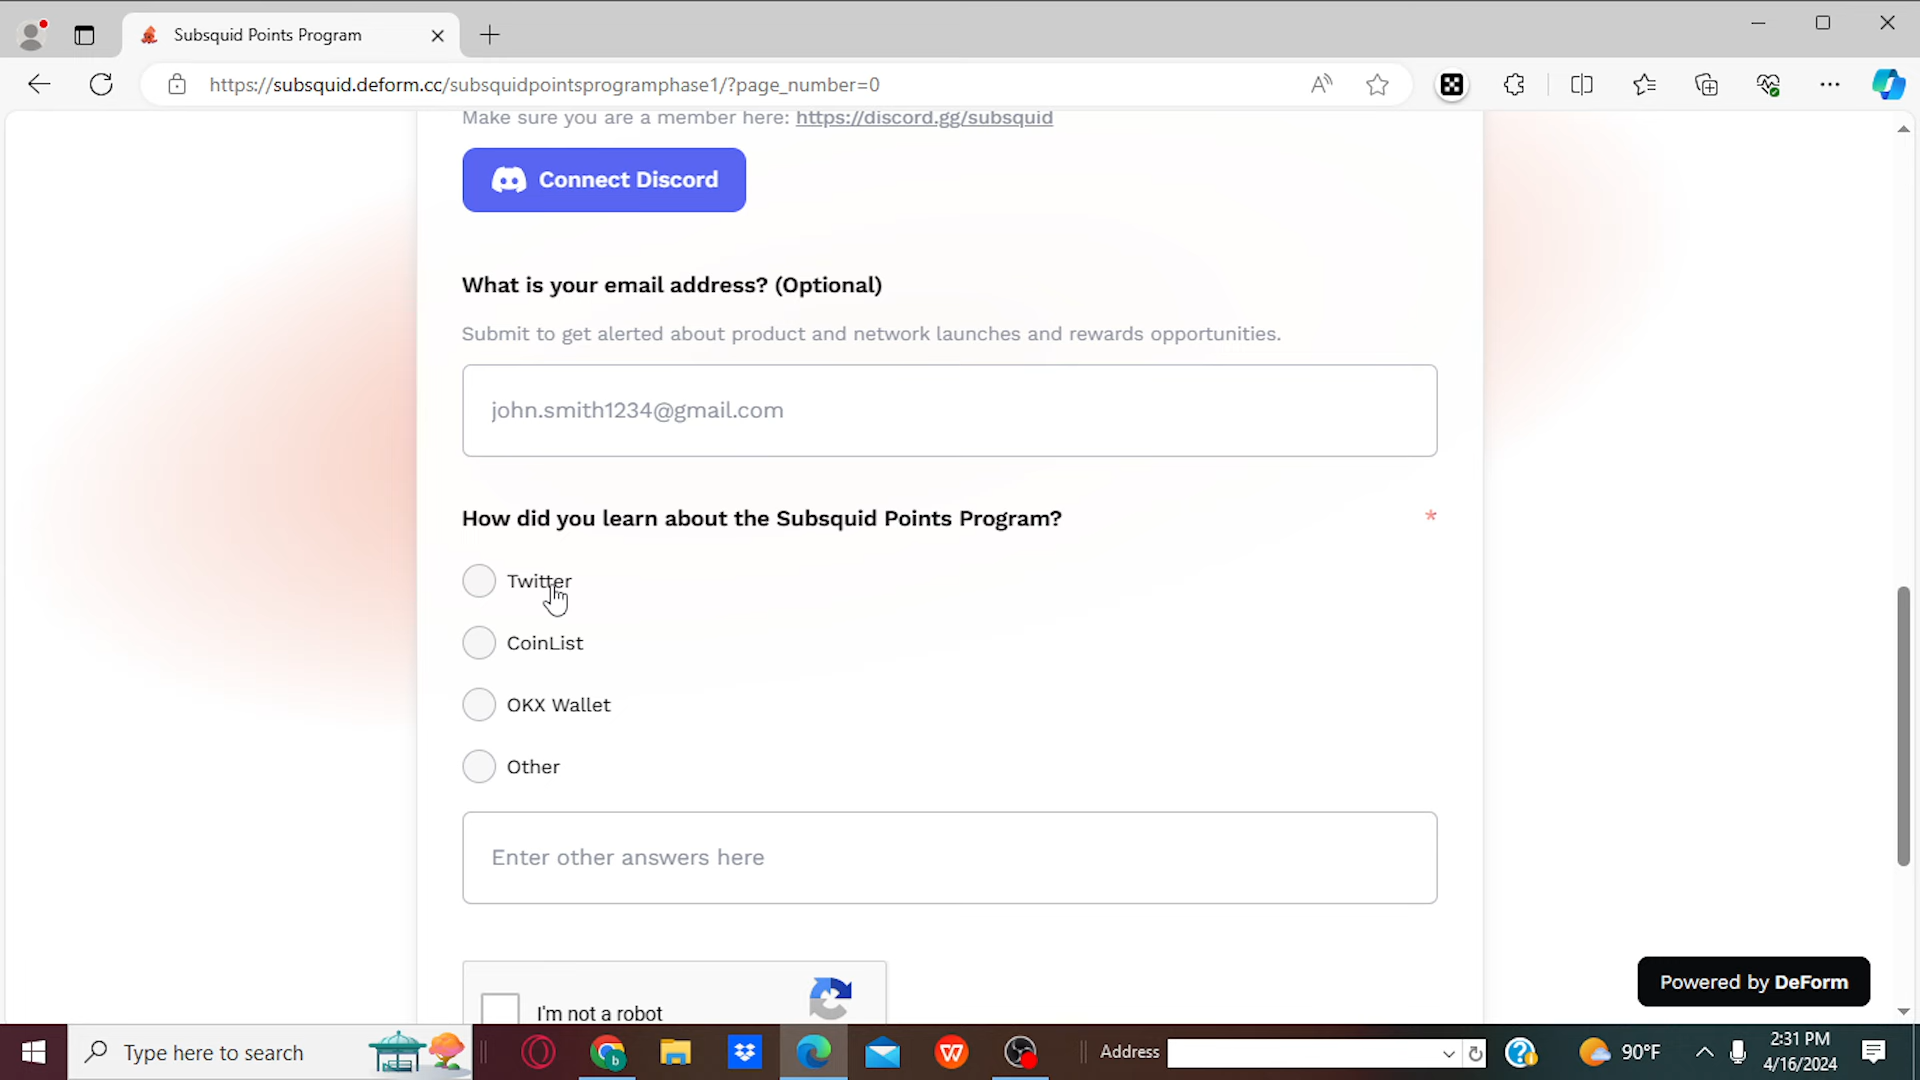 Subsquid Points Program
https://subsquid.deform.cc/subsquidpointsprogramphase1/?page_number=0
Make sure you are a member here: https://discord.gg/subsquid
Connect Discord
What is your email address? (Optional)
Submit to get alerted about product and network launches and rewards opportunities.
john.smith1234@gmail.com
How did you learn about the Subsquid Points Program? *
Twitter
CoinList
OKX Wallet
Other
Enter other answers here
I'm not a robot
Powered by DeForm
Type here to search
Address
90°F
2:31 PM
4/16/2024